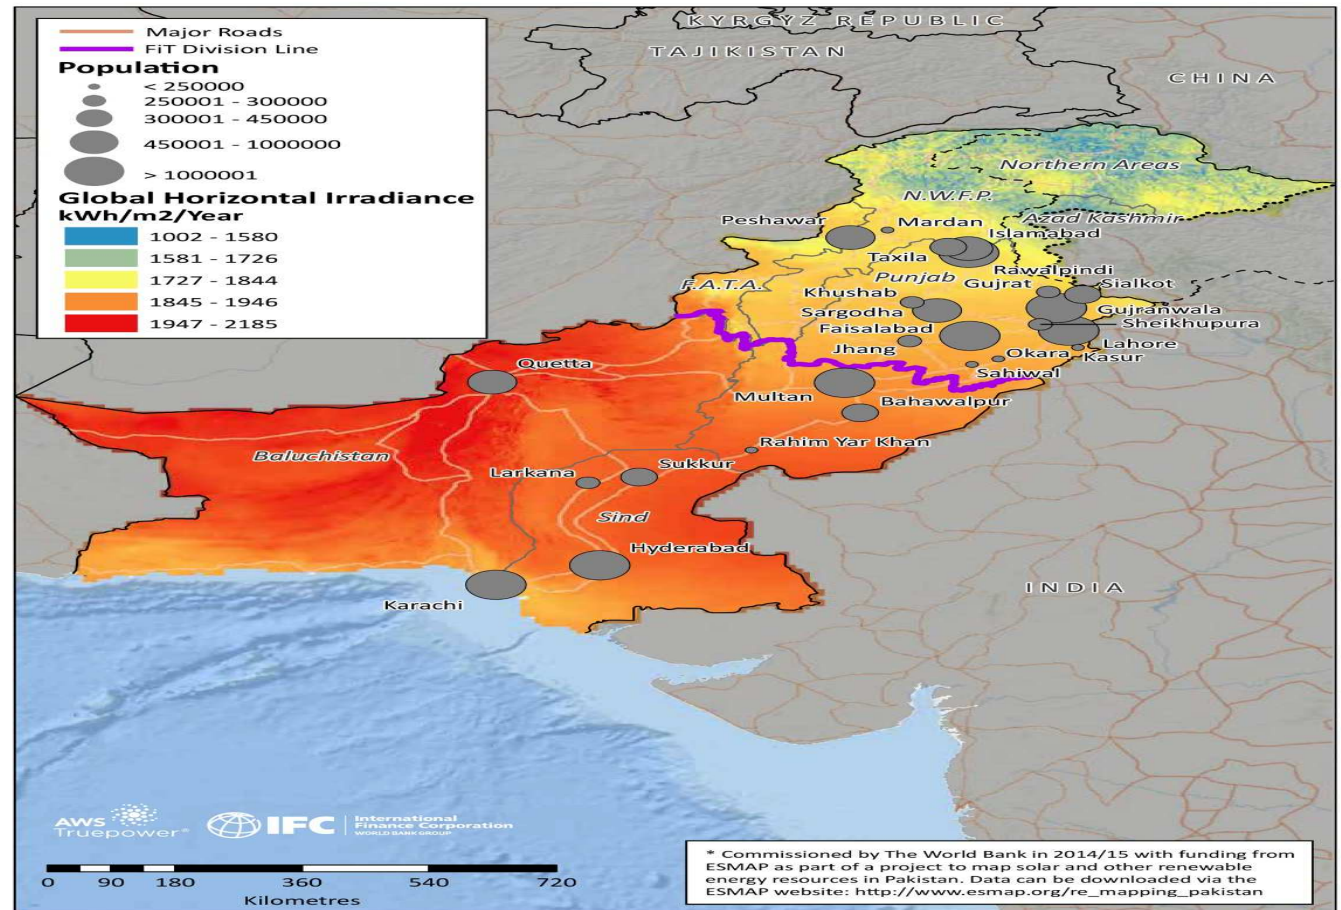 Major Roads
FiT Division Line
Population
< 250000
250001 - 300000
300001 - 450000
450001 - 1000000
> 1000001
Global Horizontal Irradiance
kWh/m2/Year
1002 - 1580
1581 - 1726
1727 - 1844
1845 - 1946
1947 - 2185
KYRGYZ REPUBLIC
TAJIKISTAN
CHINA
Northern Areas
N.W.F.P.
Azad Kashmir
Peshawar
Mardan
Islamabad
Taxila
Rawalpindi
Punjab
F.A.T.A.
Gujrat
Sialkot
Khushab
Sargodha
Gujranwala
Faisalabad
Sheikhupura
Jhang
Lahore
Okara
Kasur
Sahiwal
Quetta
Multan
Bahawalpur
Rahim Yar Khan
Baluchistan
Larkana
Sukkur
Sind
Hyderabad
Karachi
INDIA
AWS
Truepower®
IFC
International
Finance Corporation
WORLD BANK GROUP
0 90 180 360 540 720
Kilometres
* Commissioned by The World Bank in 2014/15 with funding from
ESMAP as part of a project to map solar and other renewable
energy resources in Pakistan. Data can be downloaded via the
ESMAP website: http://www.esmap.org/re_mapping_pakistan